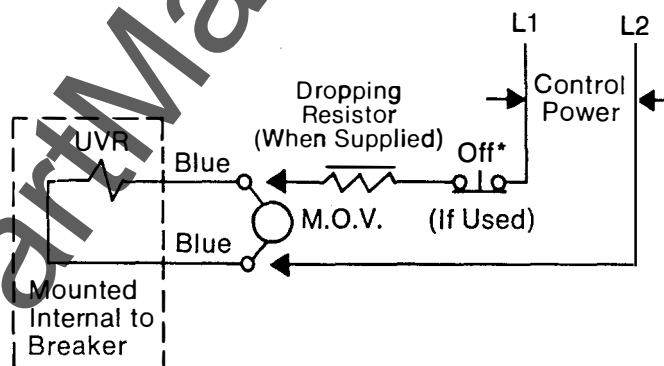 L1
L2
Control
Power
Dropping
Resistor
(When Supplied)
Off*
(If Used)
UVR
Blue
M.O.V.
Blue
Mounted
Internal to
Breaker